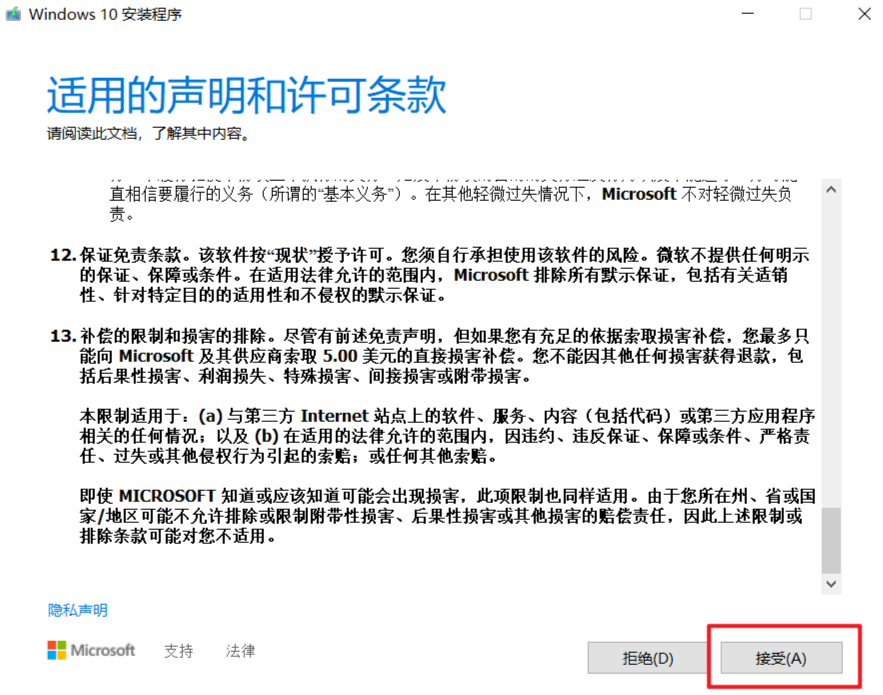 Windows 10 安装程序
适用的声明和许可条款
请阅读此文档，了解其中内容。
直相信要履行的义务（所谓的“基本义务”）。在其他轻微过失情况下，Microsoft 不对轻微过失负
责。
12. 保证免责条款。该软件按“现状”授予许可。您须自行承担使用该软件的风险。微软不提供任何明示
的保证、保障或条件。在适用法律允许的范围内，Microsoft 排除所有默示保证，包括有关适销
性、针对特定目的的适用性和不侵权的默示保证。
13. 补偿的限制和损害的排除。尽管有前述免责声明，但如果您有充足的依据索取损害补偿，您最多只
能向 Microsoft 及其供应商索取 5.00 美元的直接损害补偿。您不能因其他任何损害获得退款，包
括后果性损害、利润损失、特殊损害、间接损害或附带损害。
本限制适用于：(a) 与第三方 Internet 站点上的软件、服务、内容（包括代码）或第三方应用程序
相关的任何情况；以及 (b) 在适用的法律允许的范围内，因违约、违反保证、保障或条件、严格责
任、过失或其他侵权行为引起的索赔；或任何其他索赔。
即使 MICROSOFT 知道或应该知道可能会出现损害，此项限制也同样适用。由于您所在州、省或国
家/地区可能不允许排除或限制附带性损害、后果性损害或其他损害的赔偿责任，因此上述限制或
排除条款可能对您不适用。
隐私声明
Microsoft 支持 法律
拒绝(D) 接受(A)